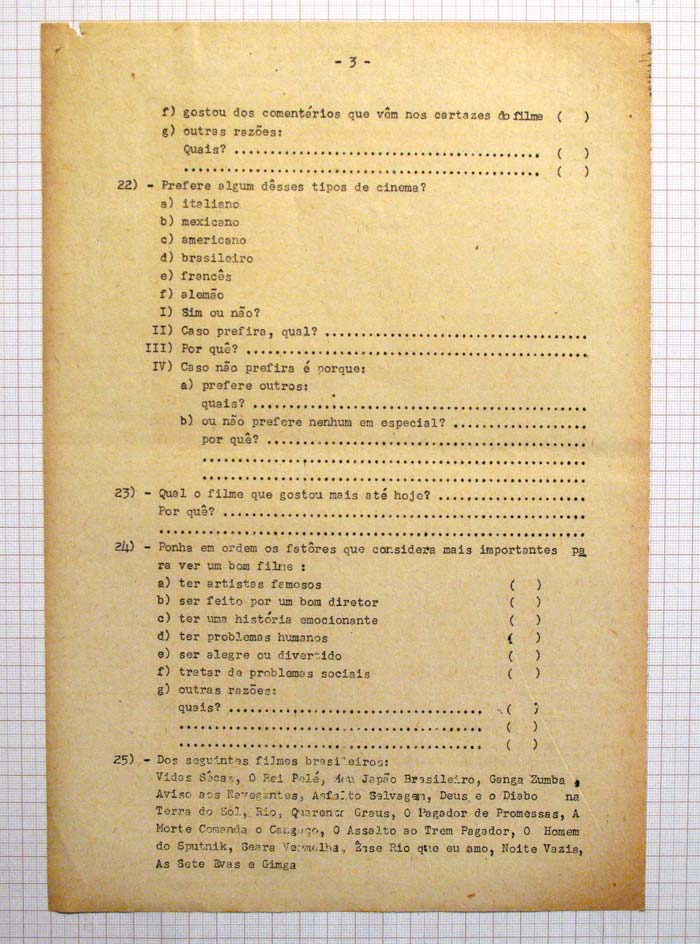 - 3 -
f) gostou dos comentários que vêm nos cartazes do filme ( )
g) outras razões:
Quais? ............................................ ( )
................................................... ( )
22) - Prefere algum dêsses tipos de cinema?
a) italiano
b) mexicano
c) americano
d) brasileiro
e) francês
f) alemão
I) Sim ou não?
II) Caso prefira, qual? ......................................
III) Por quê? .................................................
IV) Caso não prefira é porque:
a) prefere outros:
quais? ................................................
b) ou não prefere nenhum em especial? ...................
por quê? ..............................................
.......................................................
.......................................................
23) - Qual o filme que gostou mais até hoje? .....................
Por quê? ....................................................
.............................................................
24) - Ponha em ordem os fatôres que considera mais importantes pa
ra ver um bom filme :
a) ter artistas famosos ( )
b) ser feito por um bom diretor ( )
c) ter uma história emocionante ( )
d) ter problemas humanos ( )
e) ser alegre ou divertido ( )
f) tratar de problemas sociais ( )
g) outras razões:
quais? ..................................... ( )
............................................ ( )
............................................ ( )
25) - Dos seguintes filmes brasileiros:
Vidas Sêcas, O Rei Pelé, Meu Japão Brasileiro, Ganga Zumba,
Aviso aos Navegantes, Asfalto Selvagem, Deus e o Diabo na
Terra do Sól, Rio, Quarenta Graus, O Pagador de Promessas, A
Morte Comanda o Cangaço, O Assalto ao Trem Pagador, O Homem
do Sputnik, Seara Vermelha, Êsse Rio que eu amo, Noite Vazia,
As Sete Evas e Gimga